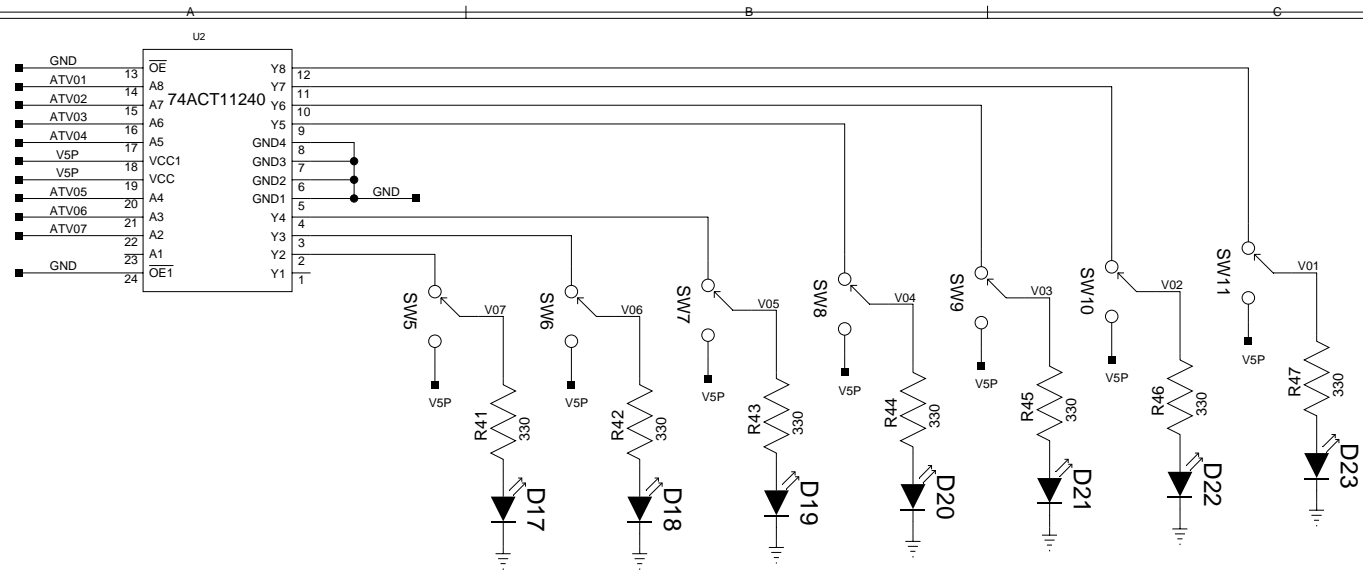 A B C
U2
74ACT11240
GND 13 OE Y8 12
ATV01 14 A8 Y7 11
ATV02 15 A7 Y6 10
ATV03 16 A6 Y5 9
ATV04 17 A5 GND4 8
V5P 18 VCC1 GND3 7
V5P 19 VCC GND2 6
ATV05 20 A4 GND1 5 GND
ATV06 21 A3 Y4 4
ATV07 22 A2 Y3 3
23 A1 Y2 2
GND 24 OE1 Y1 1
SW5 SW6 SW7 SW8 SW9 SW10 SW11
V07 V06 V05 V04 V03 V02 V01
V5P V5P V5P V5P V5P V5P V5P
R41 330 R42 330 R43 330 R44 330 R45 330 R46 330 R47 330
D17 D18 D19 D20 D21 D22 D23